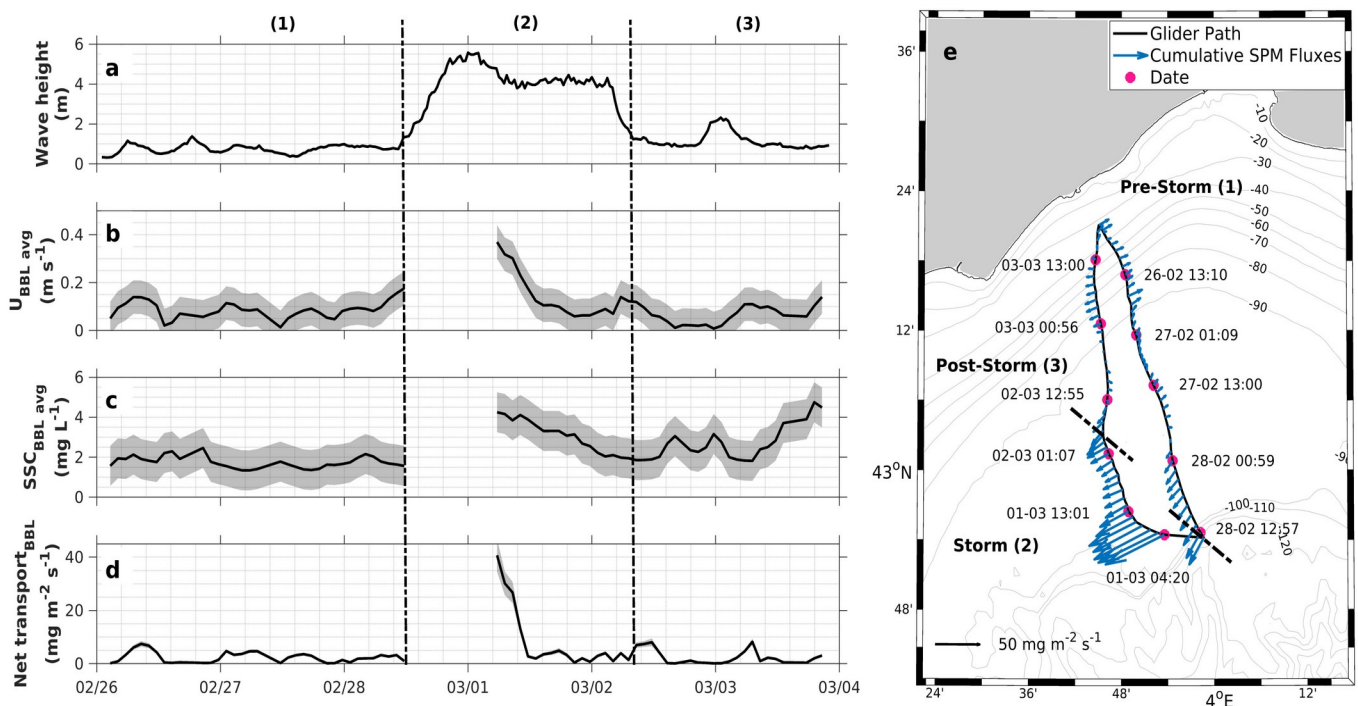 (1)
(2)
(3)
a
Wave height
(m)
6
4
2
0
b
U BBL avg
(m s⁻¹)
0.4
0.2
0
c
SSC BBL avg
(mg L⁻¹)
6
4
2
0
d
Net transport BBL
(mg m⁻² s⁻¹)
40
20
0
02/26
02/27
02/28
03/01
03/02
03/03
03/04
e
Glider Path
Cumulative SPM Fluxes
Date
36'
24'
12'
43°N
48'
-10
-20
-30
-40
-50
-60
-70
-80
-90
-100
-110
-120
Pre-Storm (1)
03-03 13:00
26-02 13:10
03-03 00:56
27-02 01:09
Post-Storm (3)
27-02 13:00
02-03 12:55
02-03 01:07
28-02 00:59
01-03 13:01
Storm (2)
28-02 12:57
01-03 04:20
50 mg m⁻² s⁻¹
24'
36'
48'
4°E
12'